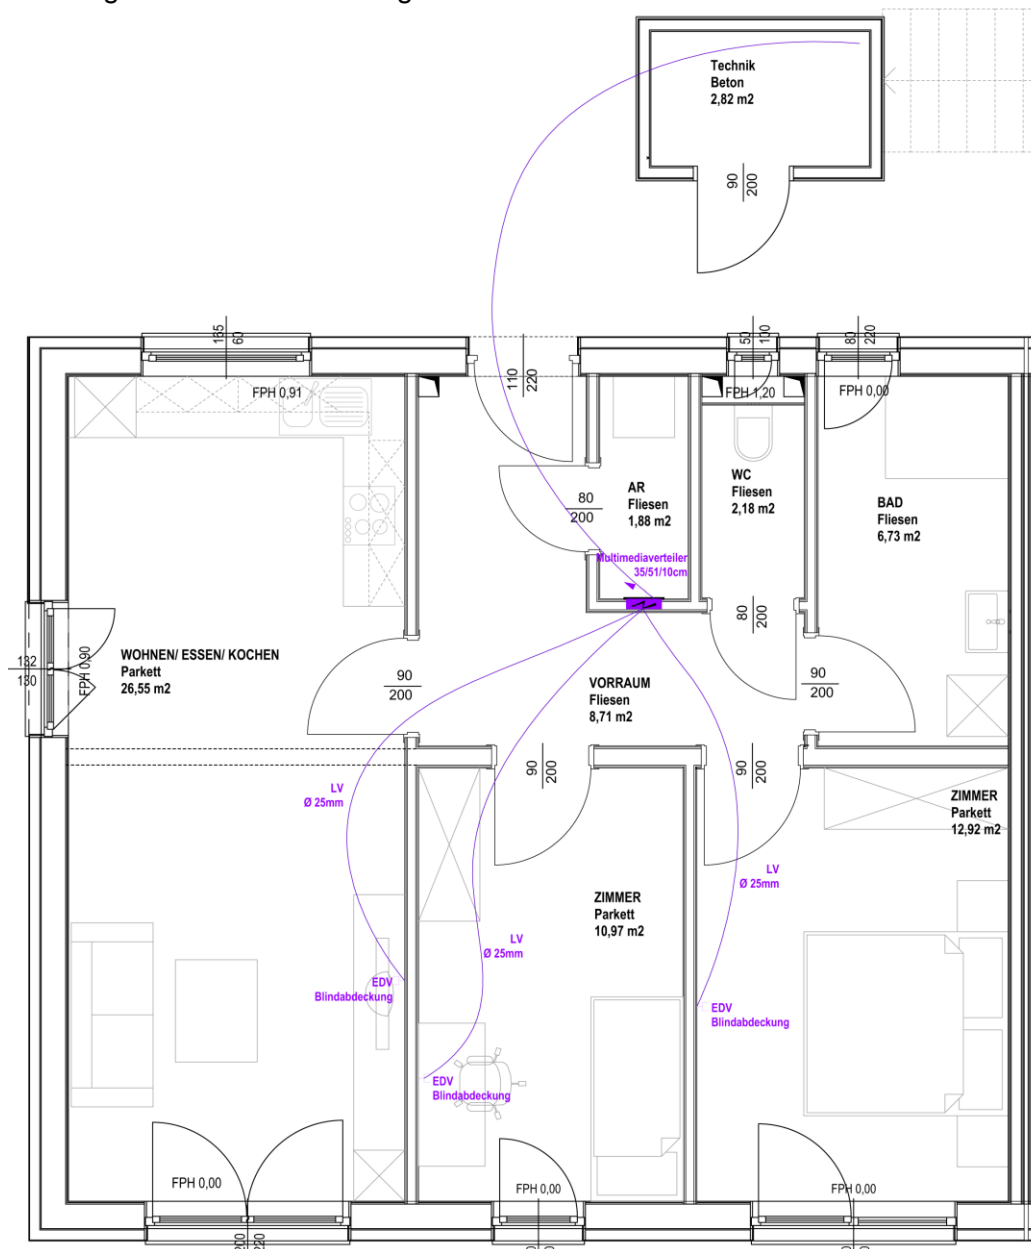 Technik
Beton
2,82 m2
90
200
165
60
110
220
50
100
80
220
FPH 0,91
FPH 1,20
FPH 0,00
AR
Fliesen
1,88 m2
80
200
WC
Fliesen
2,18 m2
BAD
Fliesen
6,73 m2
Multimediaverteiler
35/51/10cm
80
200
132
130
FPH 0,90
WOHNEN/ ESSEN/ KOCHEN
Parkett
26,55 m2
90
200
VORRAUM
Fliesen
8,71 m2
90
200
90
200
90
200
LV
Ø 25mm
ZIMMER
Parkett
12,92 m2
LV
Ø 25mm
ZIMMER
Parkett
10,97 m2
LV
Ø 25mm
EDV
Blindabdeckung
EDV
Blindabdeckung
EDV
Blindabdeckung
FPH 0,00
FPH 0,00
FPH 0,00